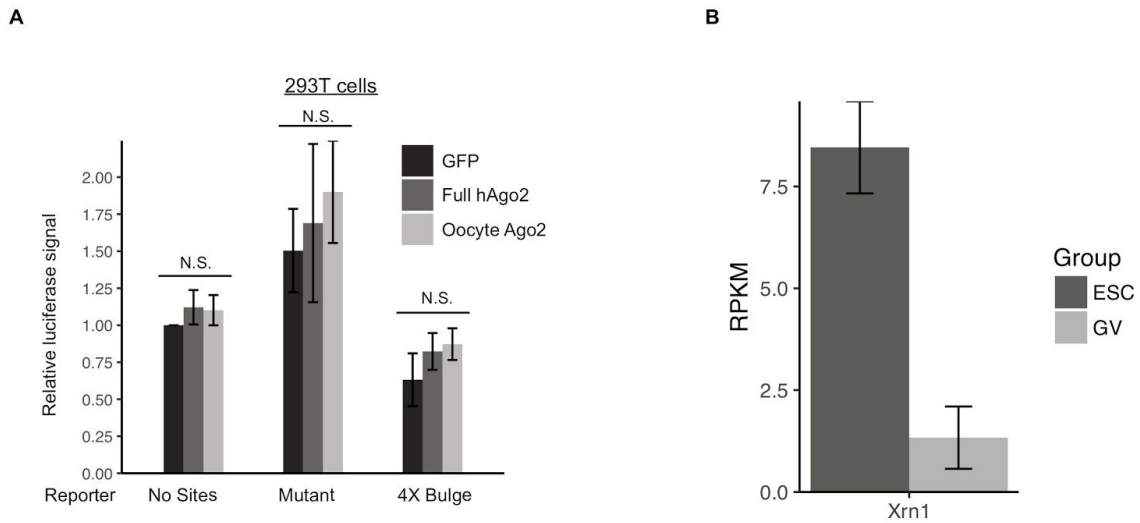 A
293T cells
N.S.
N.S.
N.S.
GFP
Full hAgo2
Oocyte Ago2
Relative luciferase signal
2.00
1.75
1.50
1.25
1.00
0.75
0.50
0.25
0.00
Reporter No Sites Mutant 4X Bulge
B
RPKM
7.5
5.0
2.5
0.0
Xrn1
Group
ESC
GV